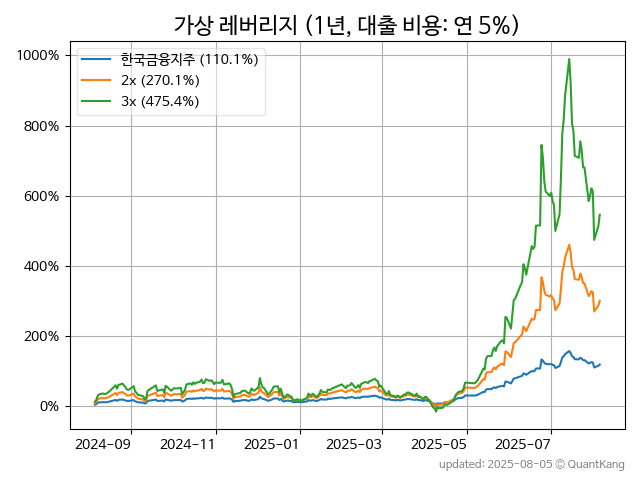 가상 레버리지 (1년, 대출 비용: 연 5%)
한국금융지주 (110.1%)
2x (270.1%)
3x (475.4%)
1000%
800%
600%
400%
200%
0%
2024-09 2024-11 2025-01 2025-03 2025-05 2025-07
updated: 2025-08-05 © QuantKang